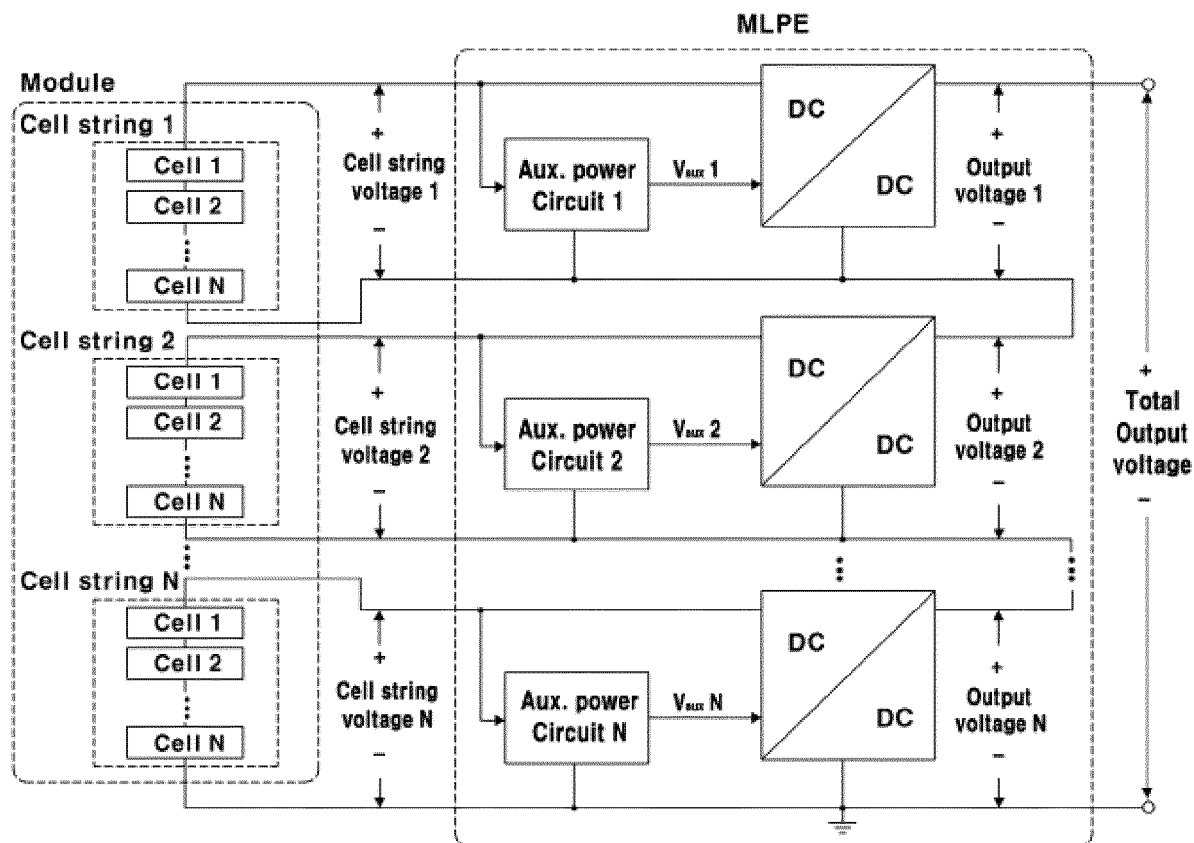 MLPE
Module
Cell string 1
Cell 1
Cell 2
Cell N
+
Cell string
voltage 1
−
Aux. power
Circuit 1
Vaux 1
DC
DC
+
Output
voltage 1
−
Cell string 2
Cell 1
Cell 2
Cell N
+
Cell string
voltage 2
−
Aux. power
Circuit 2
Vaux 2
DC
DC
+
Output
voltage 2
−
+
Total
Output
voltage
−
Cell string N
Cell 1
Cell 2
Cell N
+
Cell string
voltage N
−
Aux. power
Circuit N
Vaux N
DC
DC
+
Output
voltage N
−